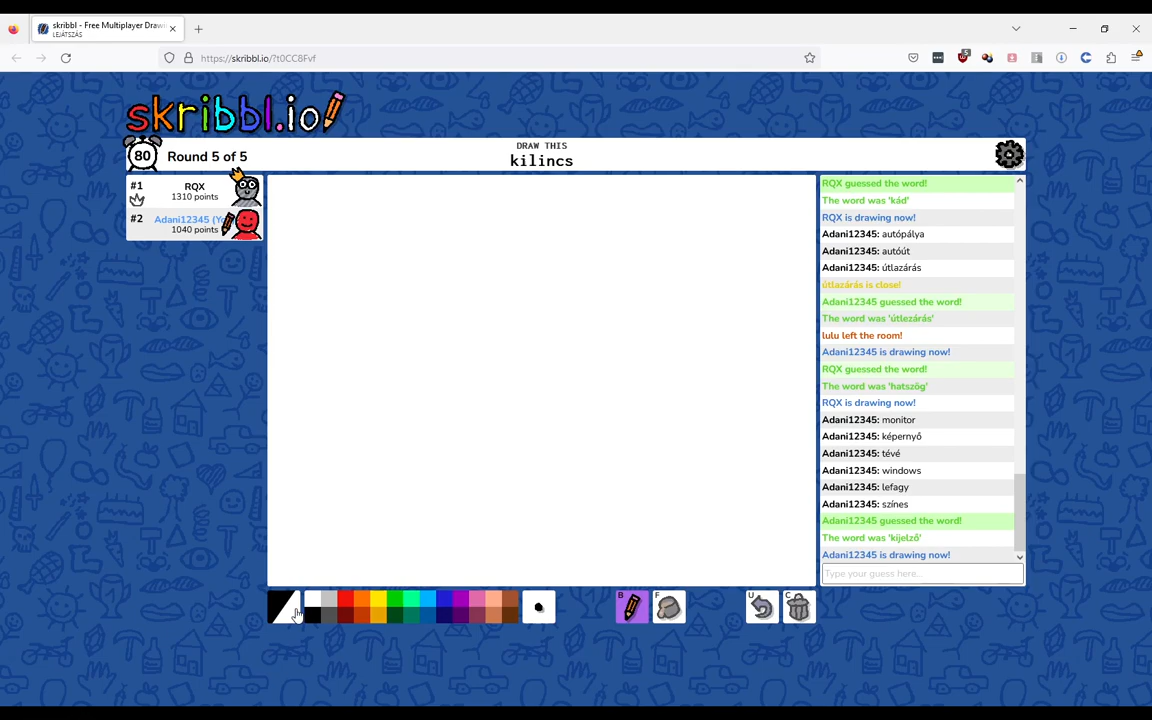 skribbl - Free Multiplayer Drawi
LEJÁTSZÁS
https://skribbl.io/?t0CC8Fvf
5
skribbl.io
80
Round 5 of 5
DRAW THIS
kilincs
#1
RQX
1310 points
#2
Adani12345 (Yo
1040 points
RQX guessed the word!
The word was 'kád'
RQX is drawing now!
Adani12345: autópálya
Adani12345: autóút
Adani12345: útlazárás
útlazárás is close!
Adani12345 guessed the word!
The word was 'útlezárás'
lulu left the room!
Adani12345 is drawing now!
RQX guessed the word!
The word was 'hatszög'
RQX is drawing now!
Adani12345: monitor
Adani12345: képernyő
Adani12345: tévé
Adani12345: windows
Adani12345: lefagy
Adani12345: színes
Adani12345 guessed the word!
The word was 'kijelző'
Adani12345 is drawing now!
Type your guess here...
B
F
U
C